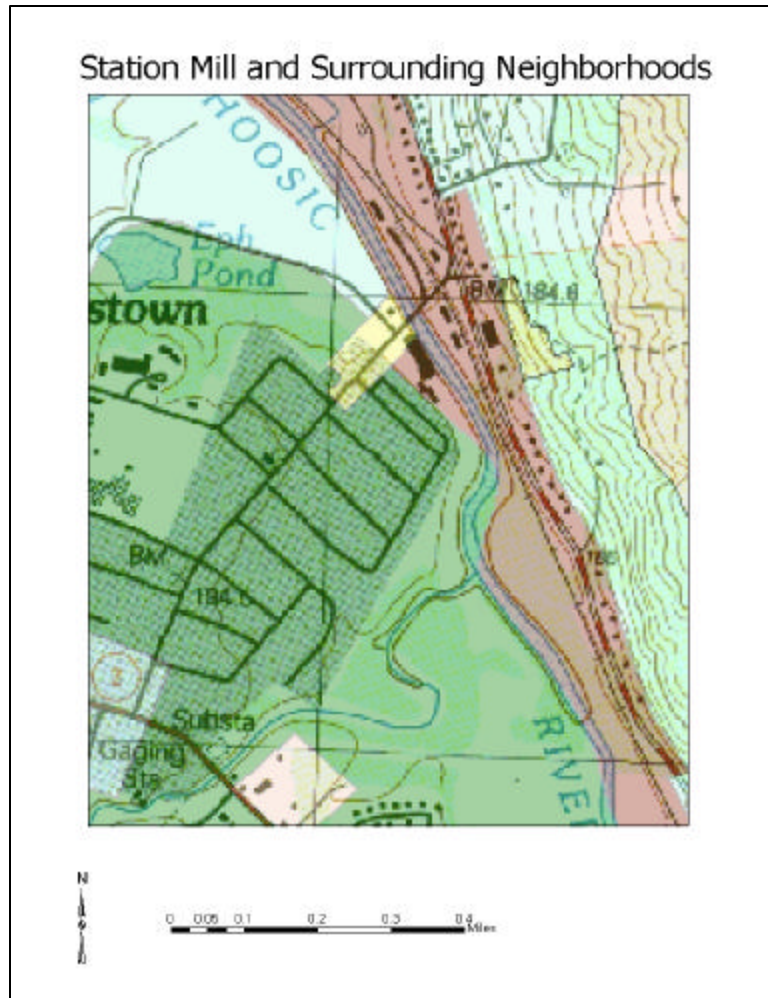 Station Mill and Surrounding Neighborhoods
HOOSIC
Eph
Pond
BM 184.6
stown
BM
184.6
Substa
Gaging
Sta
RIVE
N
0 0.05 0.1 0.2 0.3 0.4
Miles